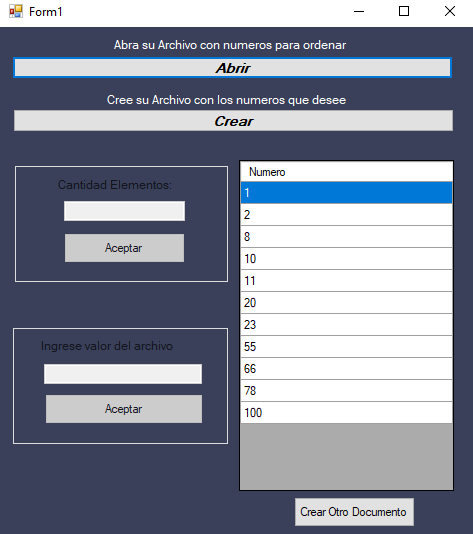 Form1
Abra su Archivo con numeros para ordenar
Abrir
Cree su Archivo con los numeros que desee
Crear
Cantidad Elementos:
Aceptar
Ingrese valor del archivo
Aceptar
Numero
1
2
8
10
11
20
23
55
66
78
100
Crear Otro Documento